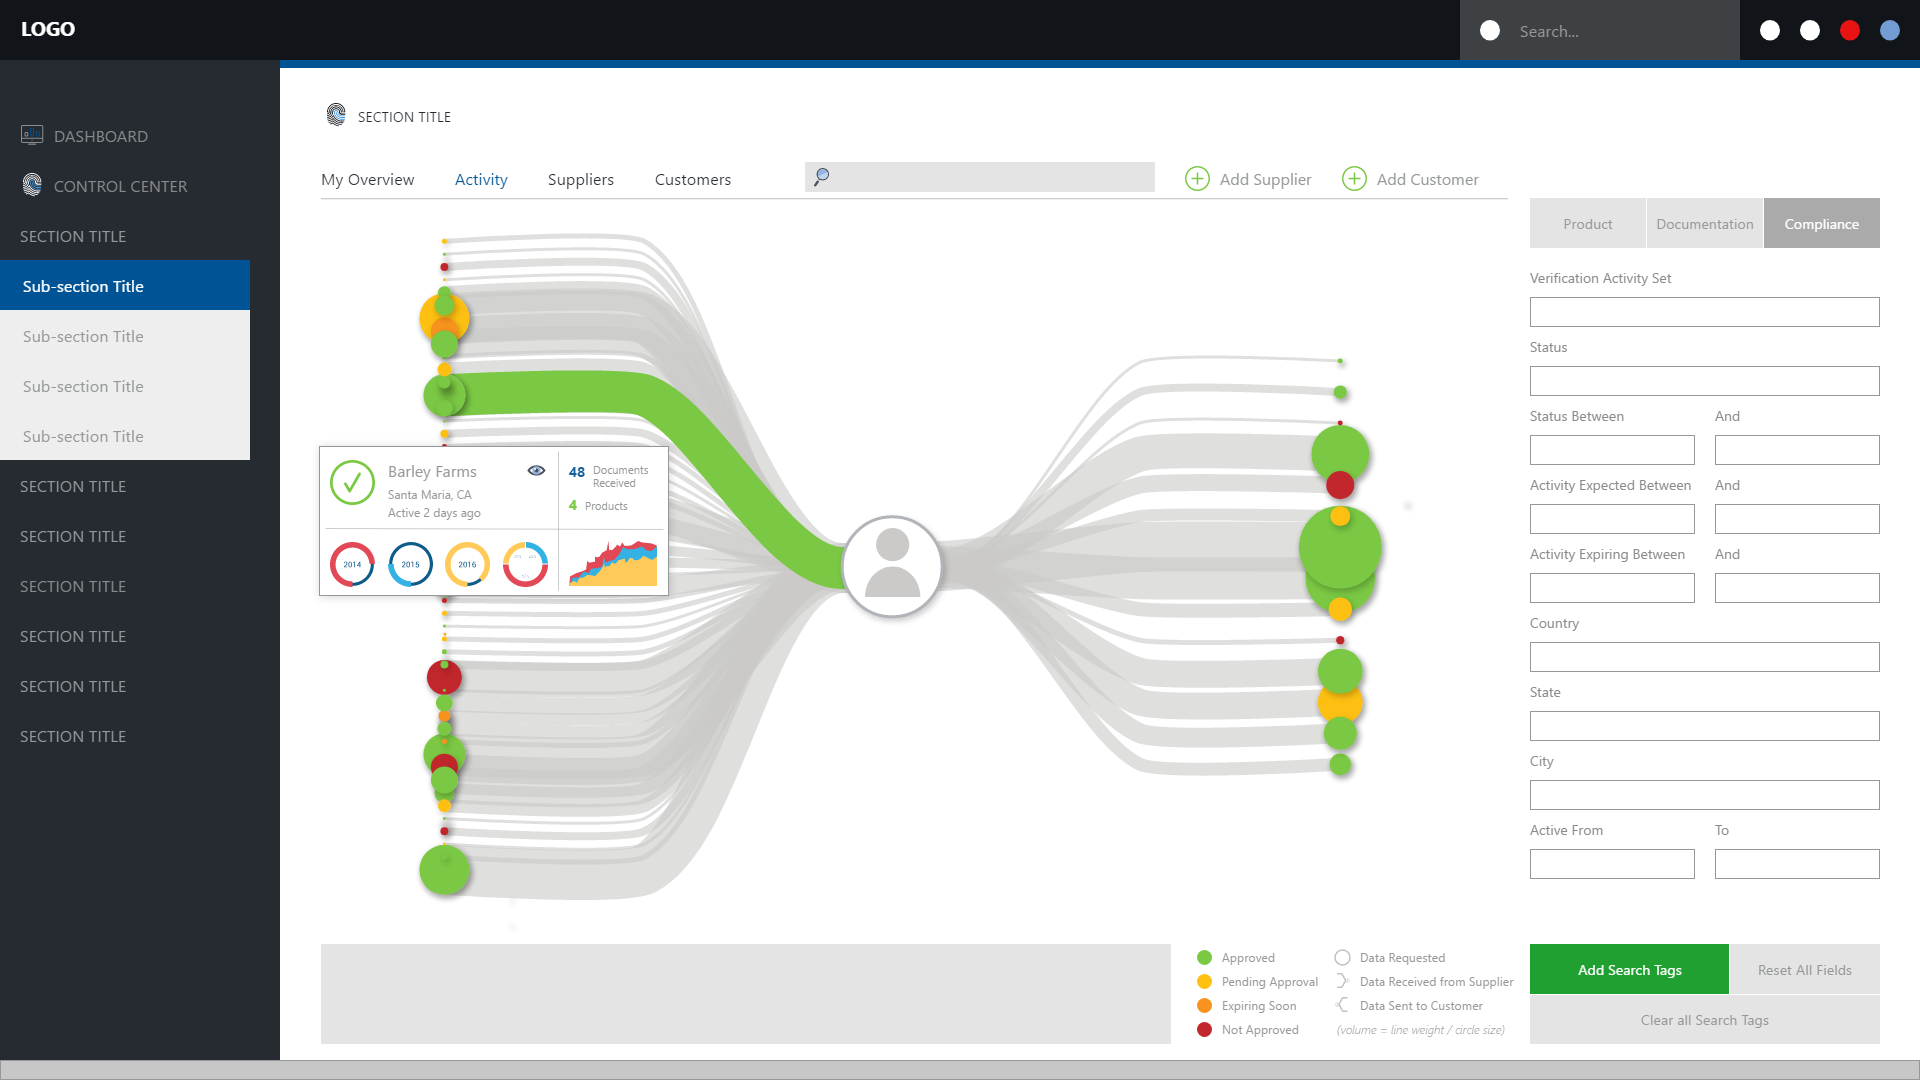 LOGO
Search...
DASHBOARD
CONTROL CENTER
SECTION TITLE
Sub-section Title
Sub-section Title
Sub-section Title
Sub-section Title
SECTION TITLE
SECTION TITLE
SECTION TITLE
SECTION TITLE
SECTION TITLE
SECTION TITLE
SECTION TITLE
My Overview Activity Suppliers Customers
Add Supplier Add Customer
Barley Farms
Santa Maria, CA
Active 2 days ago
48 Documents
Received
4 Products
2014 2015 2016
Approved
Pending Approval
Expiring Soon
Not Approved
Data Requested
Data Received from Supplier
Data Sent to Customer
(volume = line weight / circle size)
Product Documentation Compliance
Verification Activity Set
Status
Status Between And
Activity Expected Between And
Activity Expiring Between And
Country
State
City
Active From To
Add Search Tags Reset All Fields
Clear all Search Tags